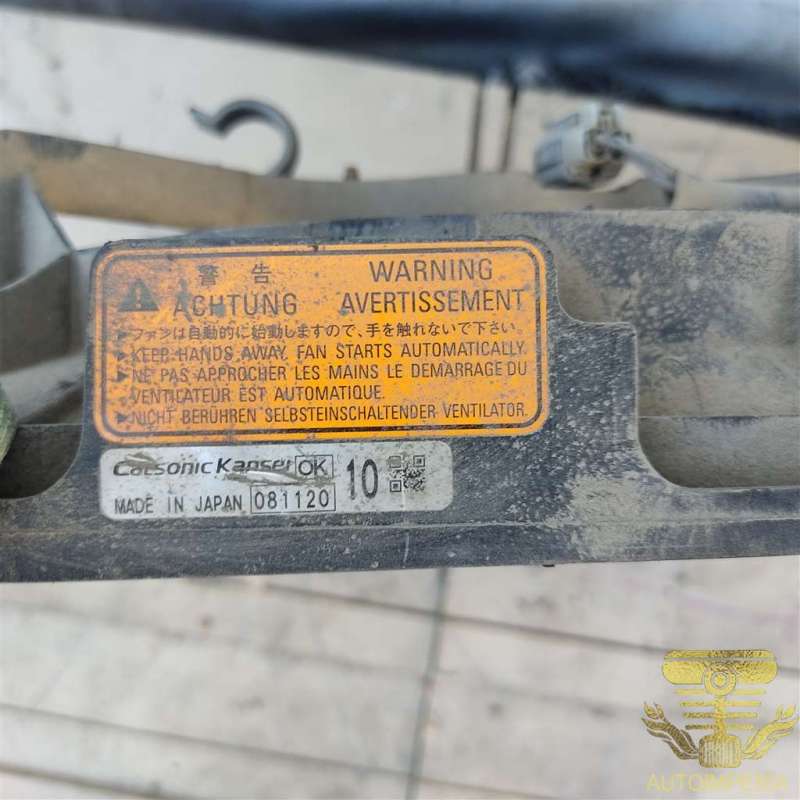 警告 WARNING
ACHTUNG AVERTISSEMENT
ファンは自動的に始動しますので、手を触れないで下さい。
KEEP HANDS AWAY. FAN STARTS AUTOMATICALLY.
NE PAS APPROCHER LES MAINS LE DEMARRAGE DU
VENTILATEUR EST AUTOMATIQUE.
NICHT BERÜHREN SELBSTEINSCHALTENDER VENTILATOR.
Calsonic Kansei OK 10
MADE IN JAPAN 081120
AUTOIMPERIA